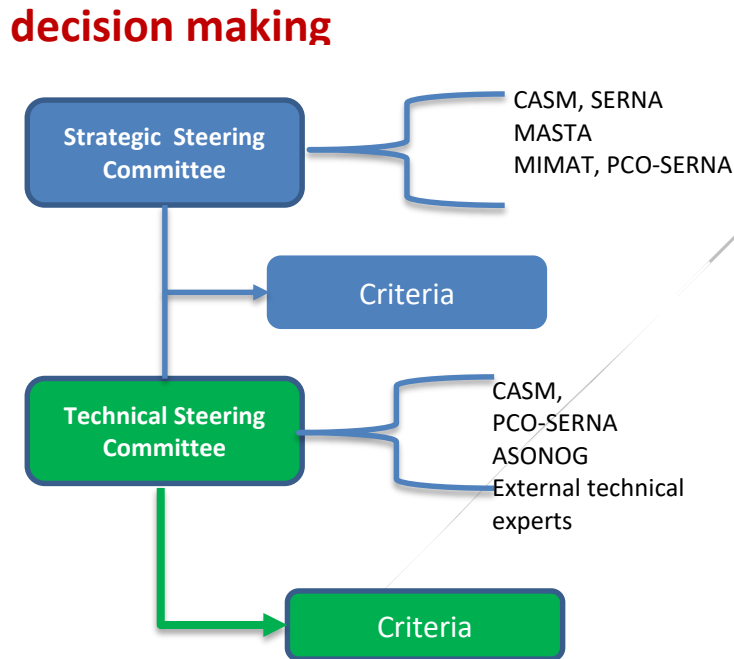 decision making
Strategic Steering
Committee
CASM, SERNA
MASTA
MIMAT, PCO-SERNA
Criteria
Technical Steering
Committee
CASM,
PCO-SERNA
ASONOG
External technical
experts
Criteria